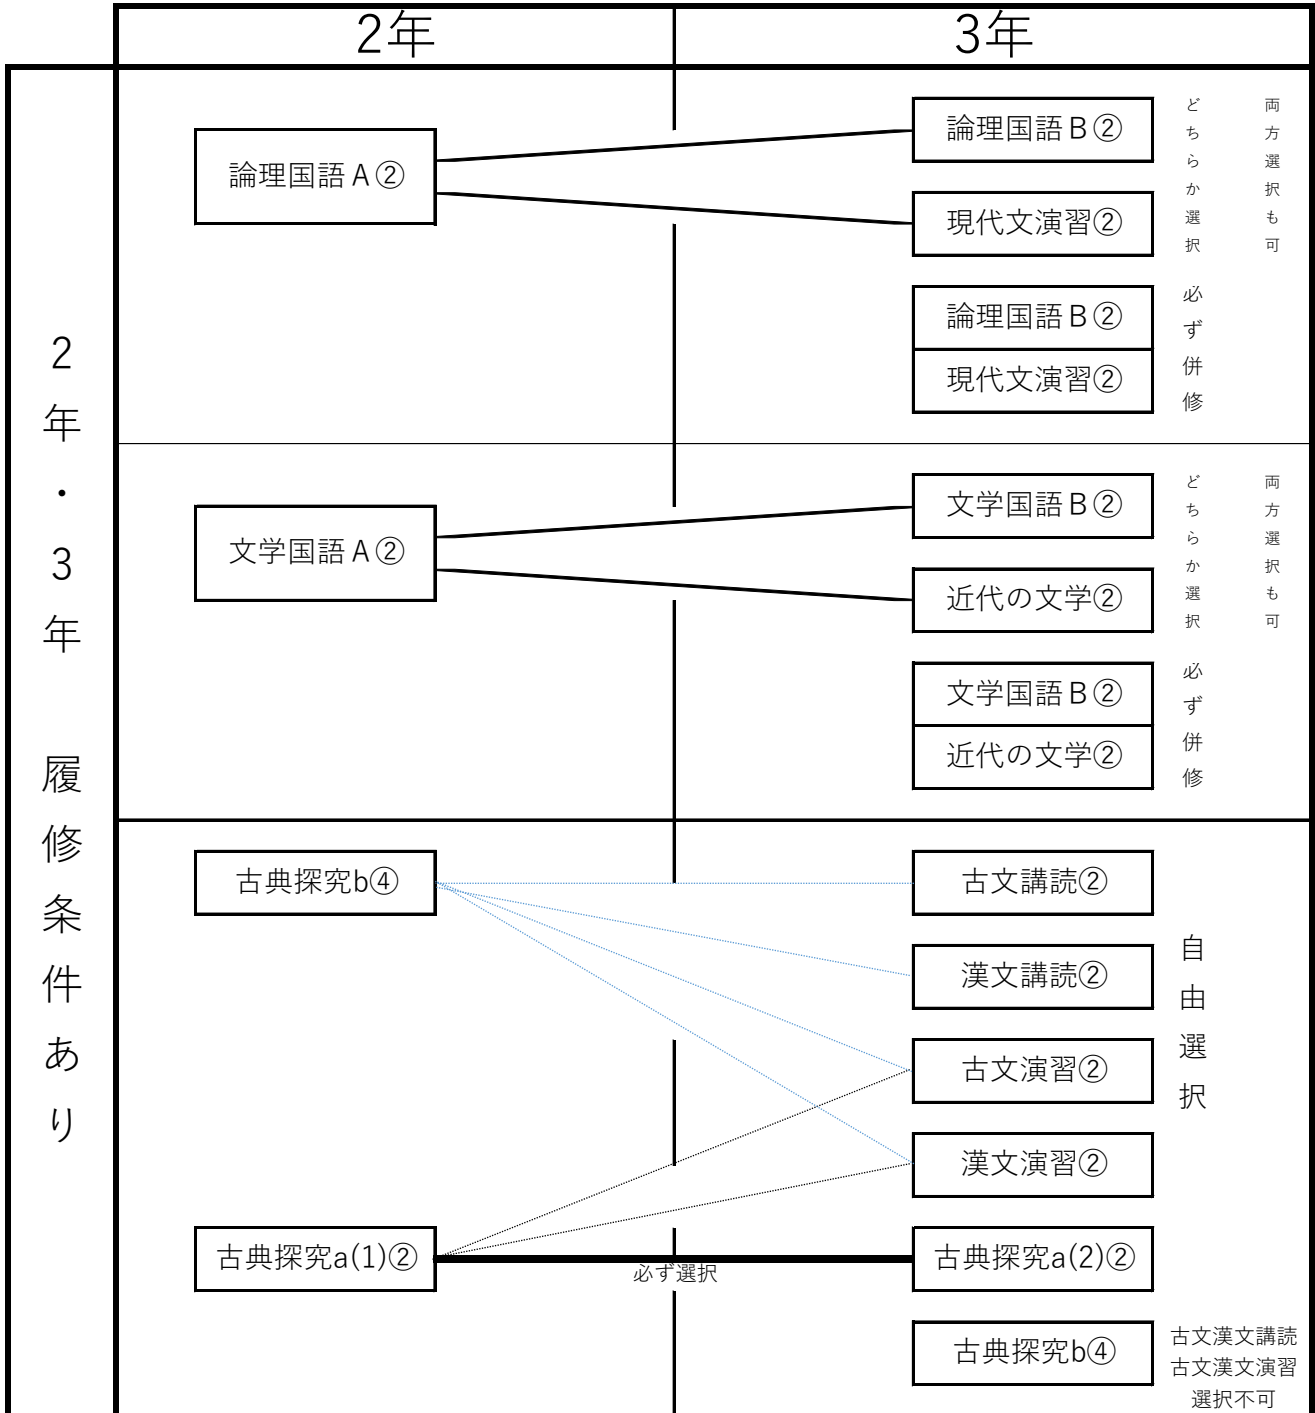 2年
3年
2年・3年 履修条件あり
論理国語A②
論理国語B②
現代文演習②
どちらか選択
両方選択も可
論理国語B②
現代文演習②
必ず併修
文学国語A②
文学国語B②
近代の文学②
どちらか選択
両方選択も可
文学国語B②
近代の文学②
必ず併修
古典探究b④
古文講読②
漢文講読②
古文演習②
漢文演習②
自由選択
古典探究a(1)②
必ず選択
古典探究a(2)②
古典探究b④
古文漢文講読
古文漢文演習
選択不可